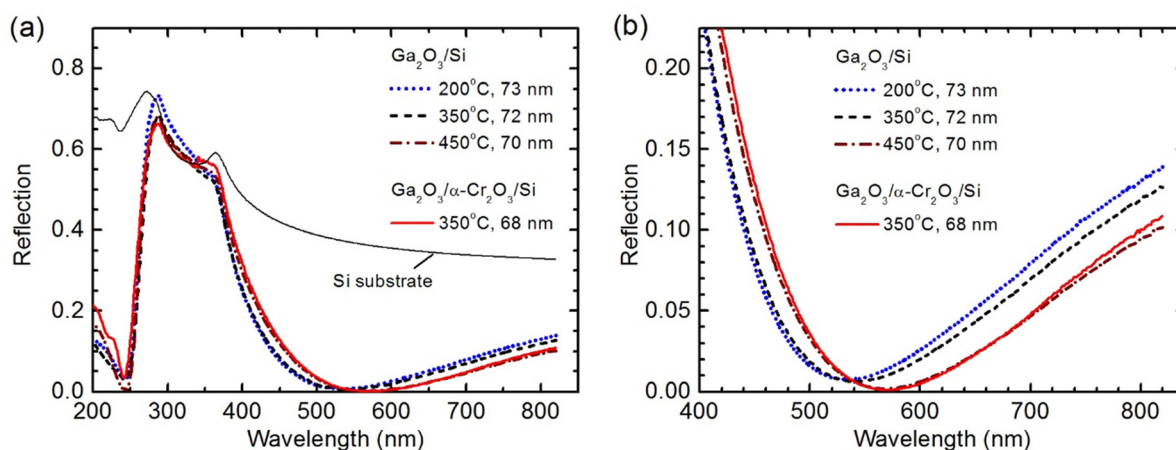 (a)
Reflection
0.8
0.6
0.4
0.2
0.0
Ga₂O₃/Si
200°C, 73 nm
350°C, 72 nm
450°C, 70 nm
Ga₂O₃/α-Cr₂O₃/Si
350°C, 68 nm
Si substrate
200 300 400 500 600 700 800
Wavelength (nm)
(b)
Reflection
0.20
0.15
0.10
0.05
0.00
Ga₂O₃/Si
200°C, 73 nm
350°C, 72 nm
450°C, 70 nm
Ga₂O₃/α-Cr₂O₃/Si
350°C, 68 nm
400 500 600 700 800
Wavelength (nm)